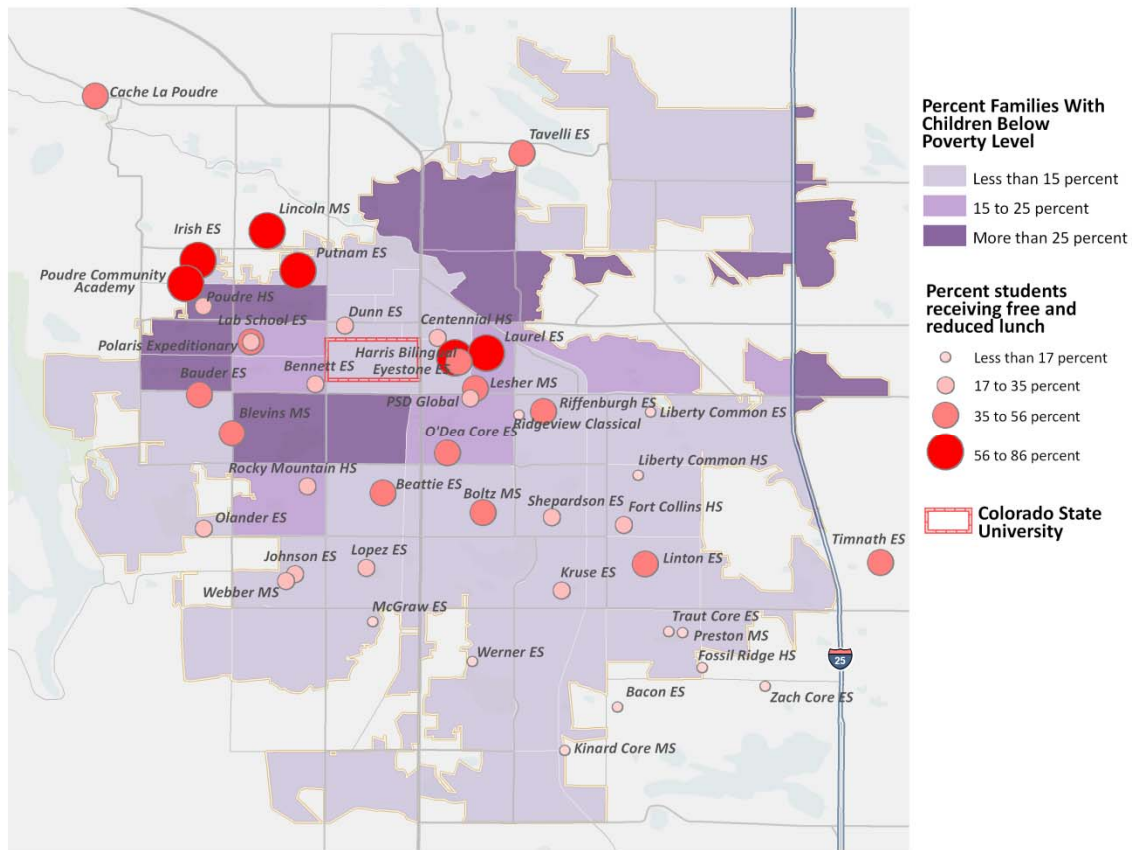 Cache La Poudre
Tavelli ES
Lincoln MS
Irish ES
Putnam ES
Poudre Community
Academy
Poudre HS
Lab School ES
Dunn ES
Centennial HS
Laurel ES
Polaris Expeditionary
Harris Bilingual
Eyestone ES
Bennett ES
Bauder ES
Lesher MS
PSD Global
Riffenburgh ES
Liberty Common ES
Ridgeview Classical
Blevins MS
O'Dea Core ES
Liberty Common HS
Rocky Mountain HS
Beattie ES
Boltz MS
Shepardson ES
Fort Collins HS
Olander ES
Timnath ES
Johnson ES
Lopez ES
Linton ES
Webber MS
Kruse ES
McGraw ES
Traut Core ES
Preston MS
Werner ES
Fossil Ridge HS
25
Zach Core ES
Bacon ES
Kinard Core MS
Percent Families With
Children Below
Poverty Level
Less than 15 percent
15 to 25 percent
More than 25 percent
Percent students
receiving free and
reduced lunch
Less than 17 percent
17 to 35 percent
35 to 56 percent
56 to 86 percent
Colorado State
University